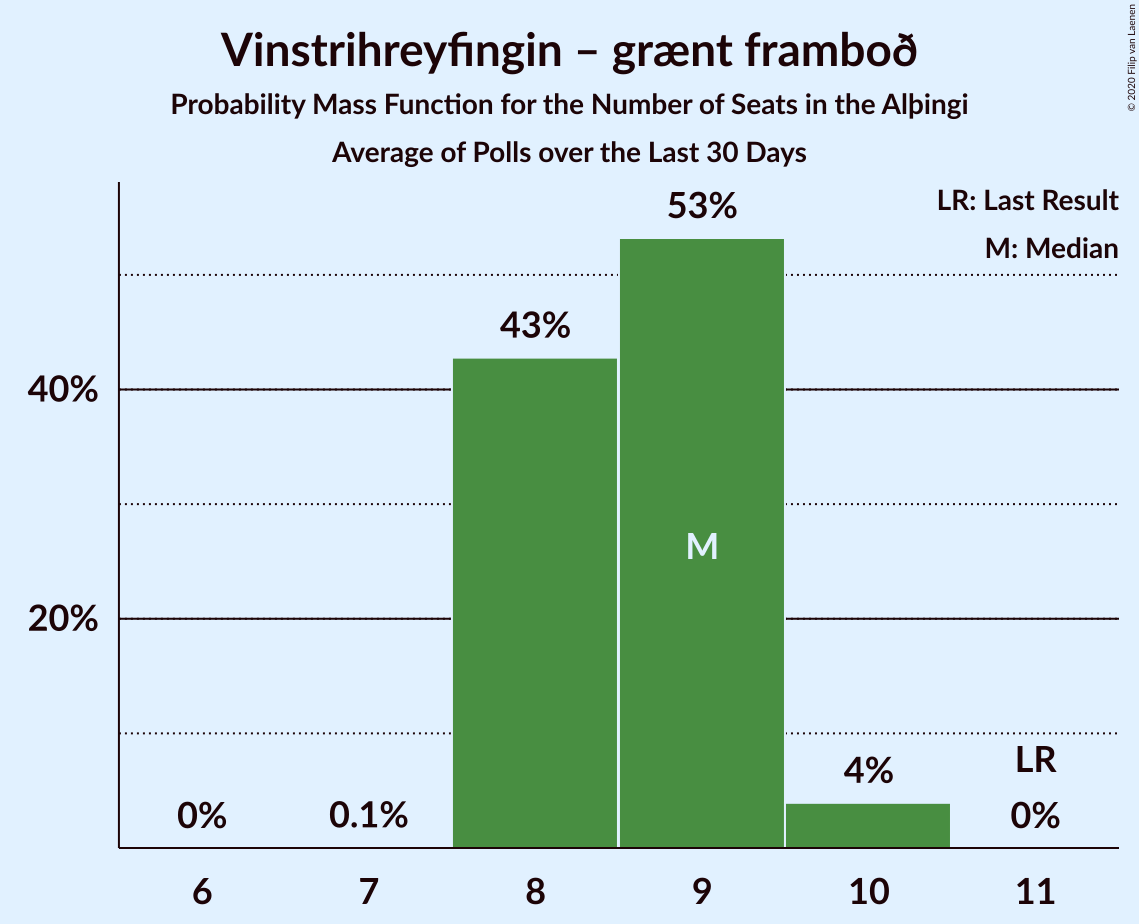 Vinstrihreyfingin – grænt framboð
Probability Mass Function for the Number of Seats in the Alþingi
Average of Polls over the Last 30 Days
© 2020 Filip van Laenen
LR: Last Result
M: Median
53%
43%
40%
M
20%
LR
4%
0%
0.1%
0%
6
7
8
9
10
11